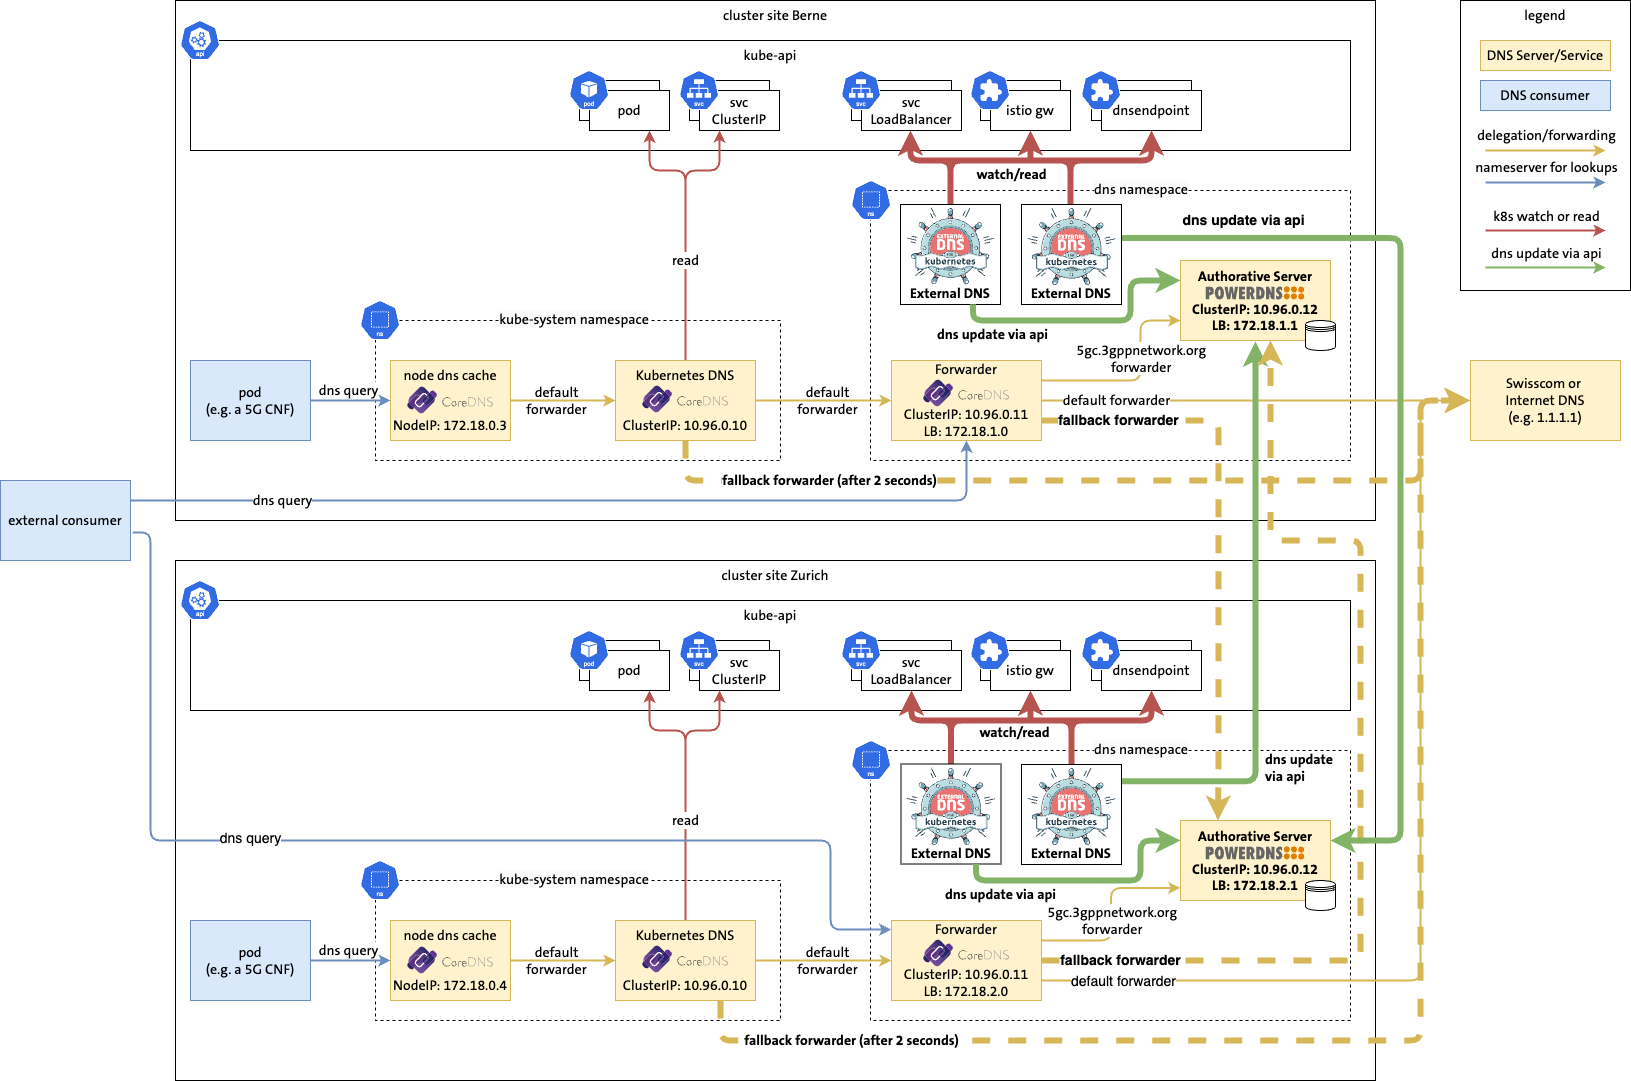 cluster site Berne
api
kube-api
pod
pod
svc
svc
ClusterIP
svc
svc
LoadBalancer
istio gw
dnsendpoint
watch/read
ns
dns namespace
EXTERNAL
DNS
FOR
kubernetes
External DNS
EXTERNAL
DNS
FOR
kubernetes
External DNS
dns update via api
dns update via api
Authorative Server
POWERDNS
ClusterIP: 10.96.0.12
LB: 172.18.1.1
read
ns
kube-system namespace
pod
(e.g. a 5G CNF)
dns query
node dns cache
CoreDNS
NodeIP: 172.18.0.3
default
forwarder
Kubernetes DNS
CoreDNS
ClusterIP: 10.96.0.10
default
forwarder
Forwarder
CoreDNS
ClusterIP: 10.96.0.11
LB: 172.18.1.0
5gc.3gppnetwork.org
forwarder
default forwarder
fallback forwarder
fallback forwarder (after 2 seconds)
Swisscom or
Internet DNS
(e.g. 1.1.1.1)
external consumer
dns query
dns query
legend
DNS Server/Service
DNS consumer
delegation/forwarding
nameserver for lookups
k8s watch or read
dns update via api
cluster site Zurich
api
kube-api
pod
pod
svc
svc
ClusterIP
svc
svc
LoadBalancer
istio gw
dnsendpoint
watch/read
ns
dns namespace
EXTERNAL
DNS
FOR
kubernetes
External DNS
EXTERNAL
DNS
FOR
kubernetes
External DNS
dns update
via api
dns update via api
Authorative Server
POWERDNS
ClusterIP: 10.96.0.12
LB: 172.18.2.1
read
ns
kube-system namespace
pod
(e.g. a 5G CNF)
dns query
node dns cache
CoreDNS
NodeIP: 172.18.0.4
default
forwarder
Kubernetes DNS
CoreDNS
ClusterIP: 10.96.0.10
default
forwarder
Forwarder
CoreDNS
ClusterIP: 10.96.0.11
LB: 172.18.2.0
5gc.3gppnetwork.org
forwarder
fallback forwarder
default forwarder
fallback forwarder (after 2 seconds)